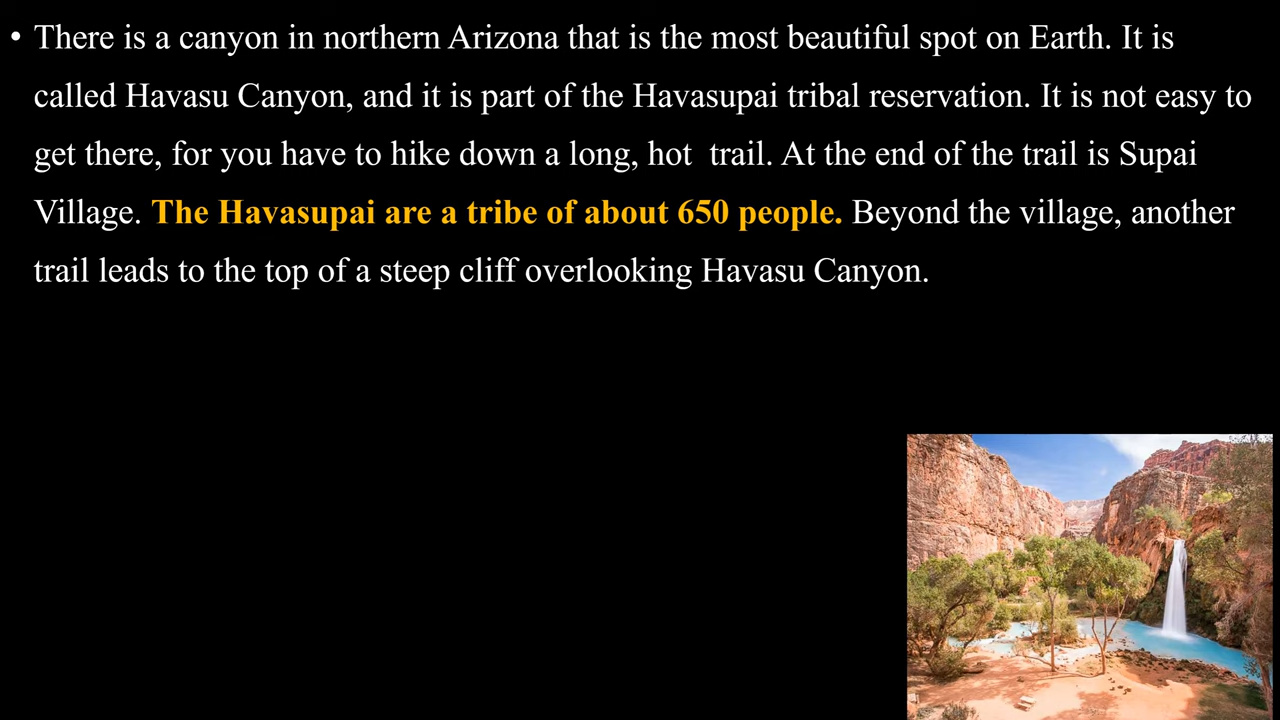 • There is a canyon in northern Arizona that is the most beautiful spot on Earth. It is
called Havasu Canyon, and it is part of the Havasupai tribal reservation. It is not easy to
get there, for you have to hike down a long, hot  trail. At the end of the trail is Supai
Village. The Havasupai are a tribe of about 650 people. Beyond the village, another
trail leads to the top of a steep cliff overlooking Havasu Canyon.